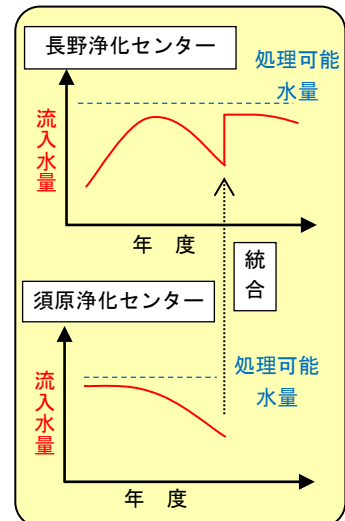 長野浄化センター
処理可能
水量
流入水量
年 度
統合
須原浄化センター
処理可能
水量
流入水量
年 度